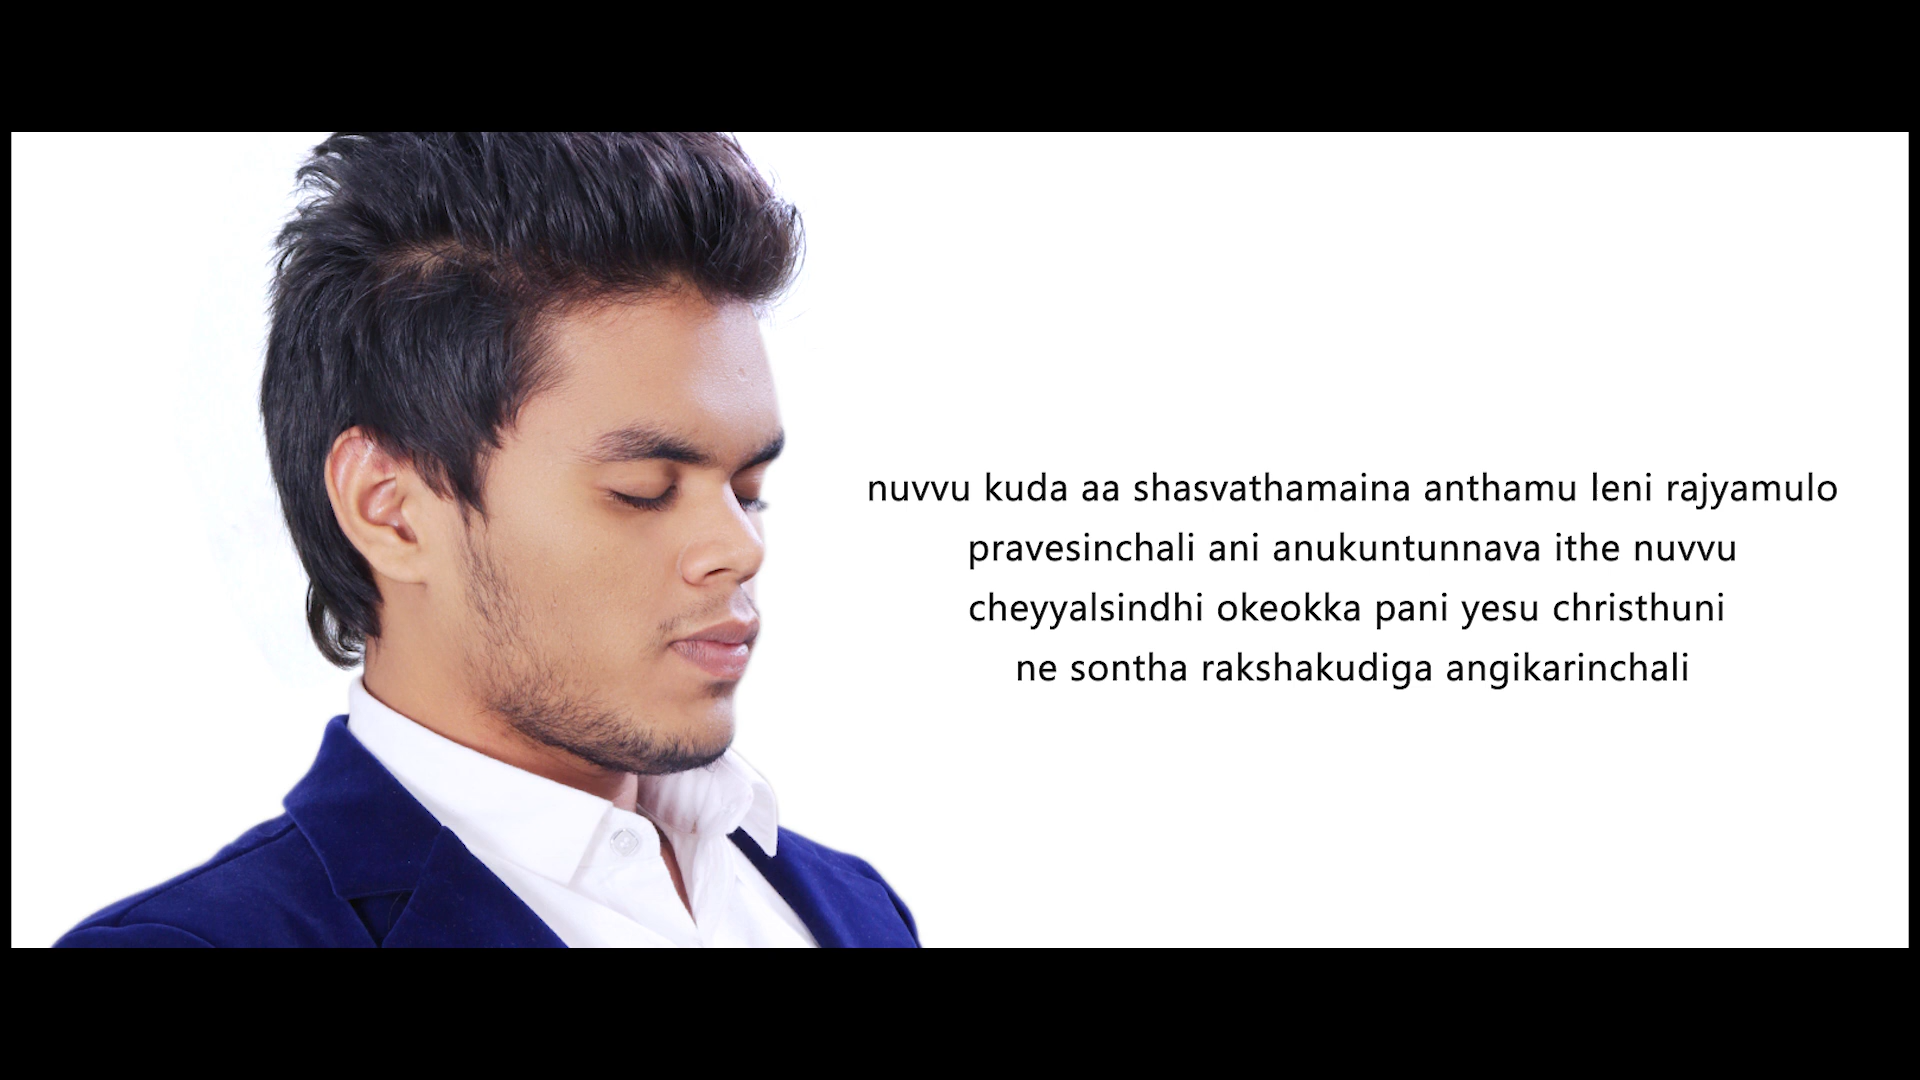 nuvvu kuda aa shasvathamaina anthamu leni rajyamulo
pravesinchali ani anukuntunnava ithe nuvvu
cheyyalsindhi okeokka pani yesu christhuni
ne sontha rakshakudiga angikarinchali